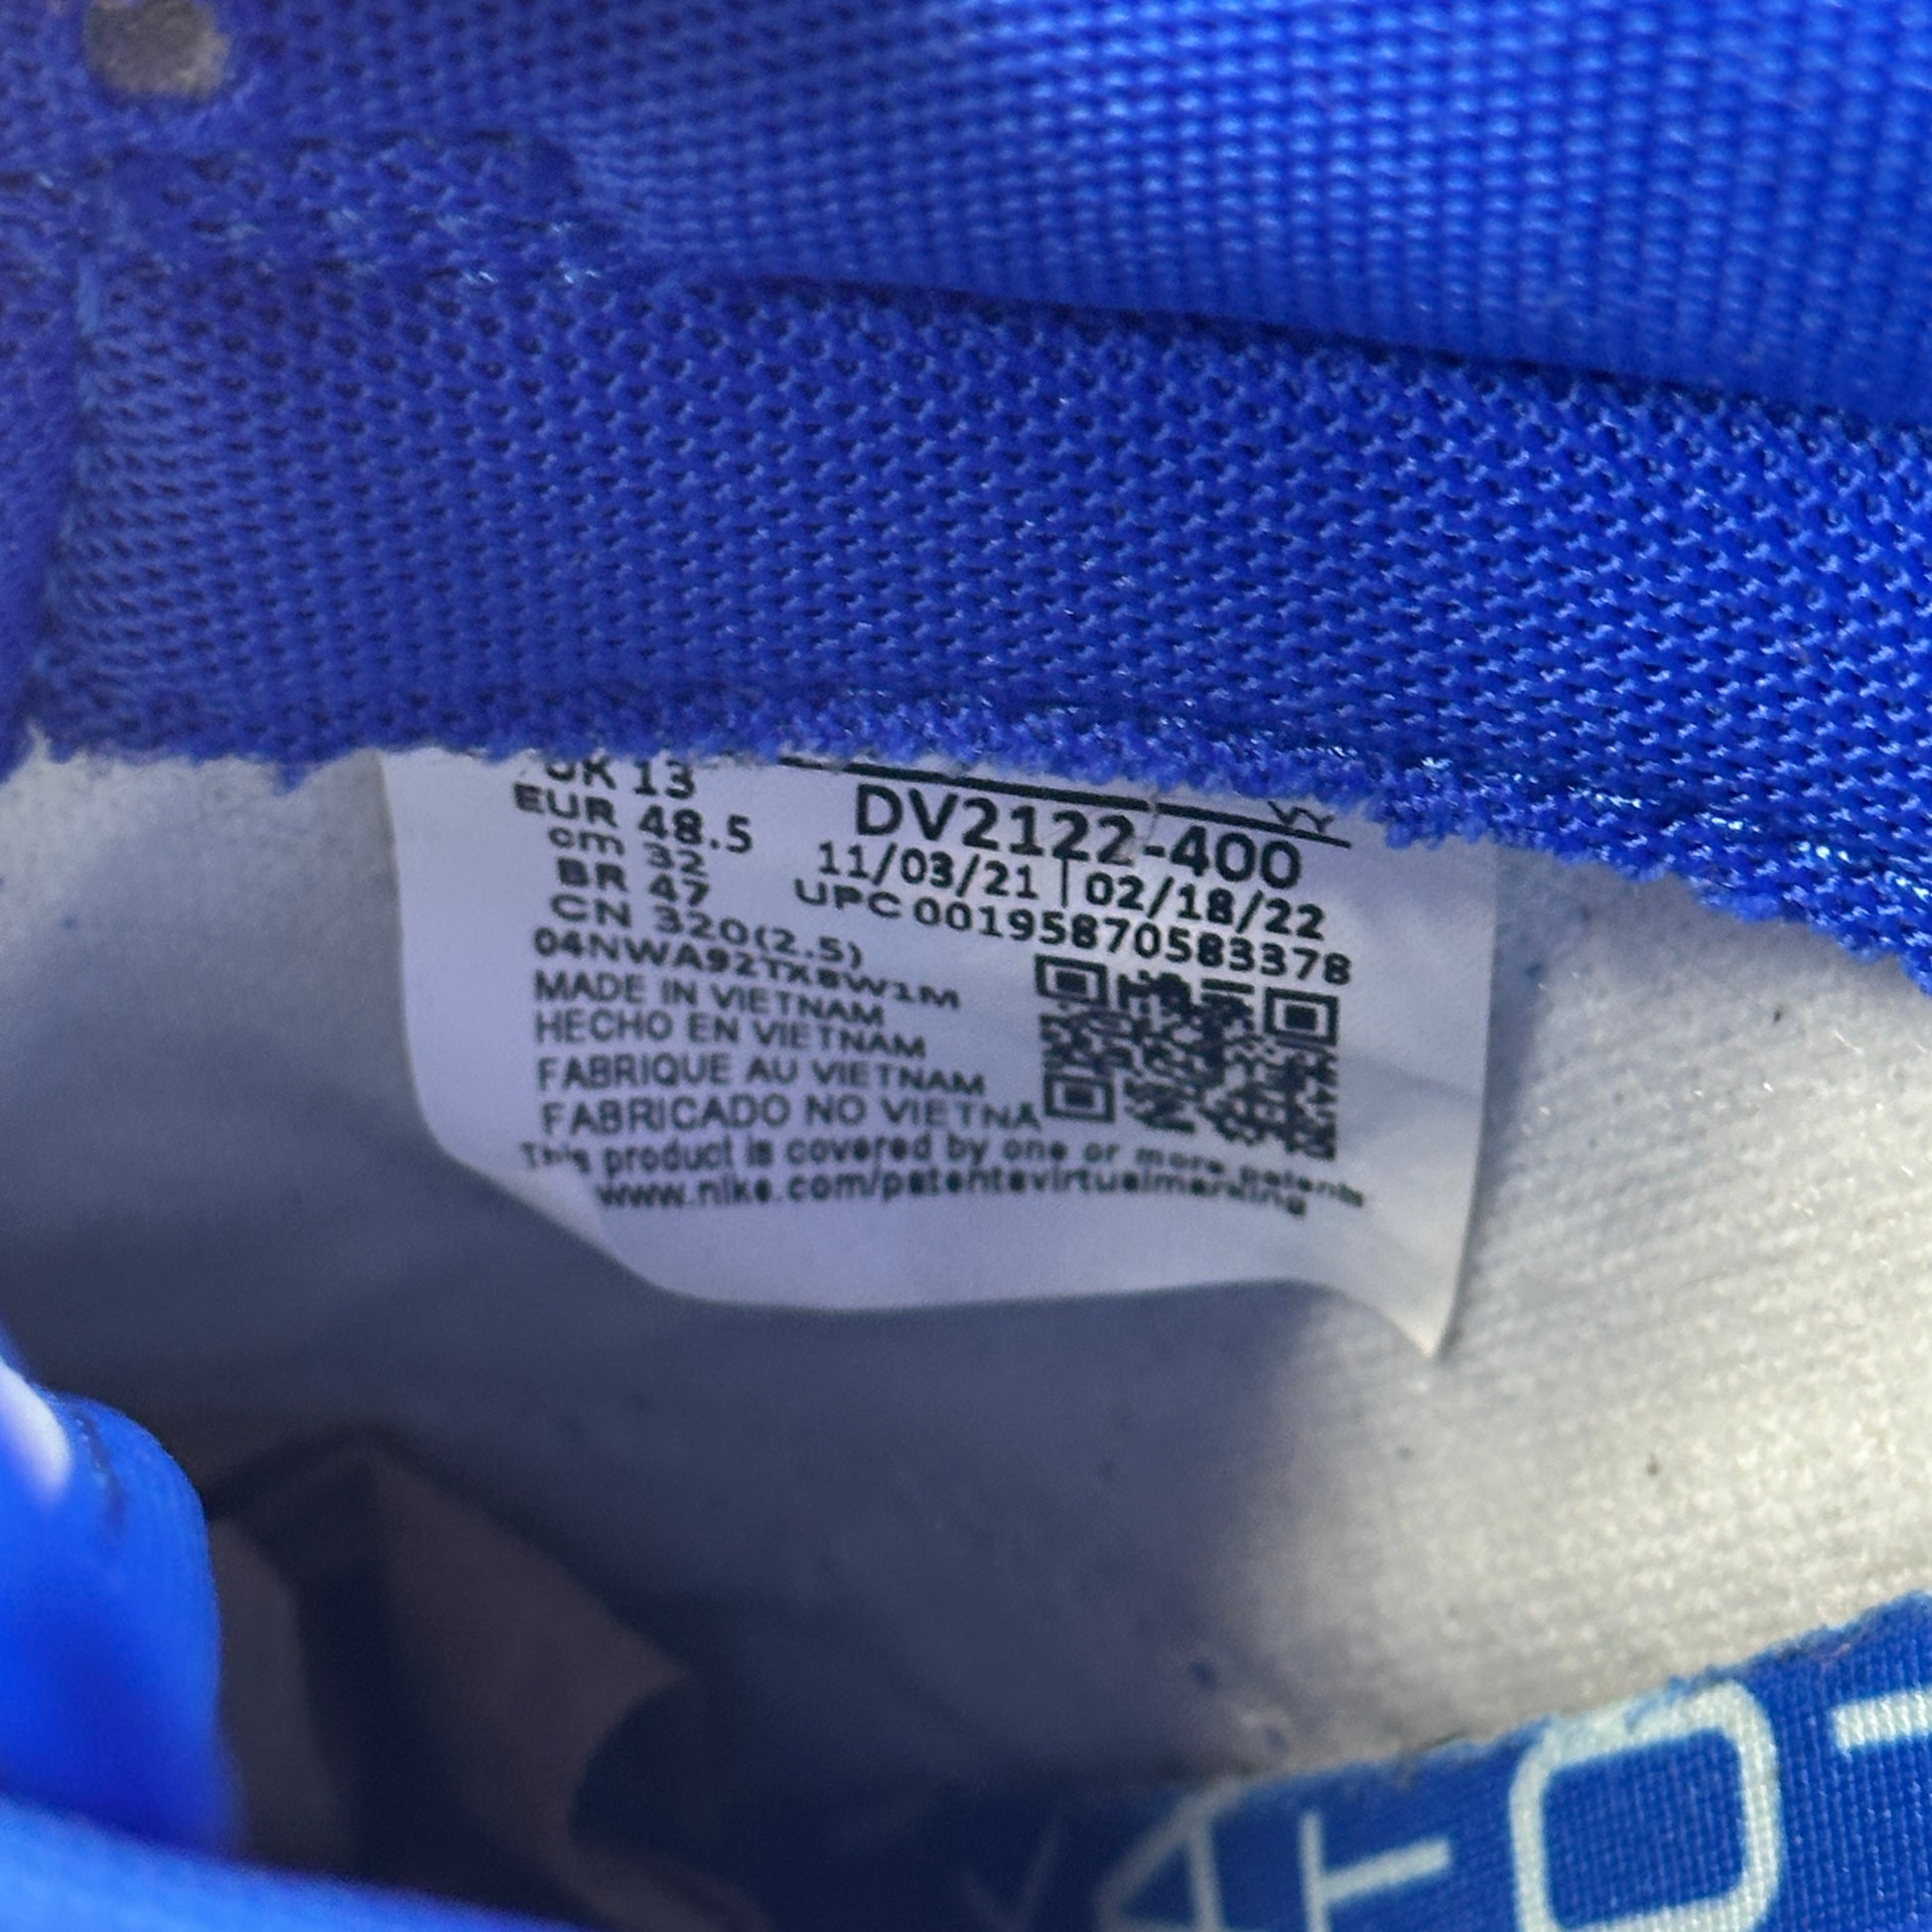 UK 13
EUR 48.5
cm 32
BR 47
CN 320(2.5)
VY
DV2122-400
11/03/21 | 02/18/22
UPC 00195870583378
04NWA92TX8W1M
MADE IN VIETNAM
HECHO EN VIETNAM
FABRIQUE AU VIETNAM
FABRICADO NO VIETNA
This product is covered by one or more patents
www.nike.com/patentsvirtualmarking